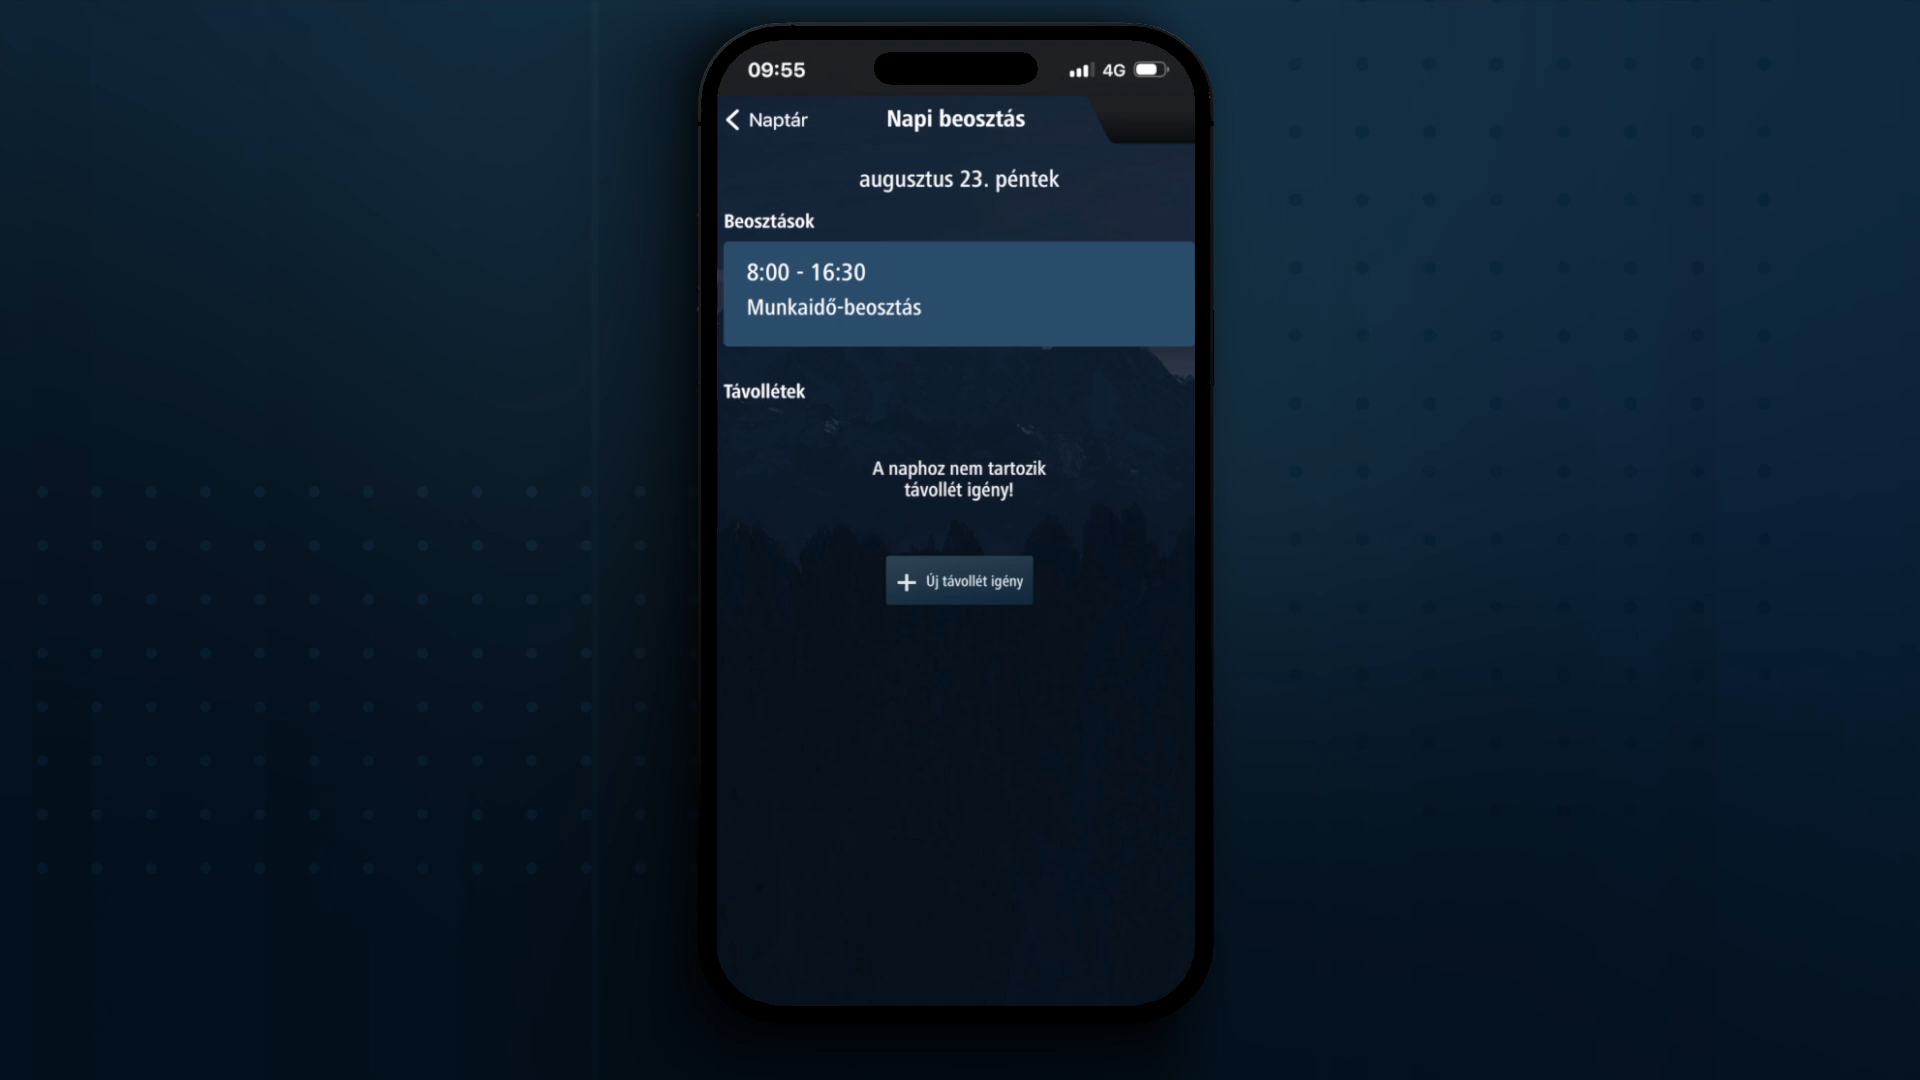 09:55
4G
Naptár
Napi beosztás
augusztus 23. péntek
Beosztások
8:00 - 16:30
Munkaidő-beosztás
Távollétek
A naphoz nem tartozik
távollét igény!
Új távollét igény